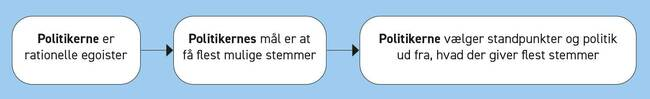 Politikerne er
rationelle egoister
Politikernes mål er at
få flest mulige stemmer
Politikerne vælger standpunkter og politik
ud fra, hvad der giver flest stemmer